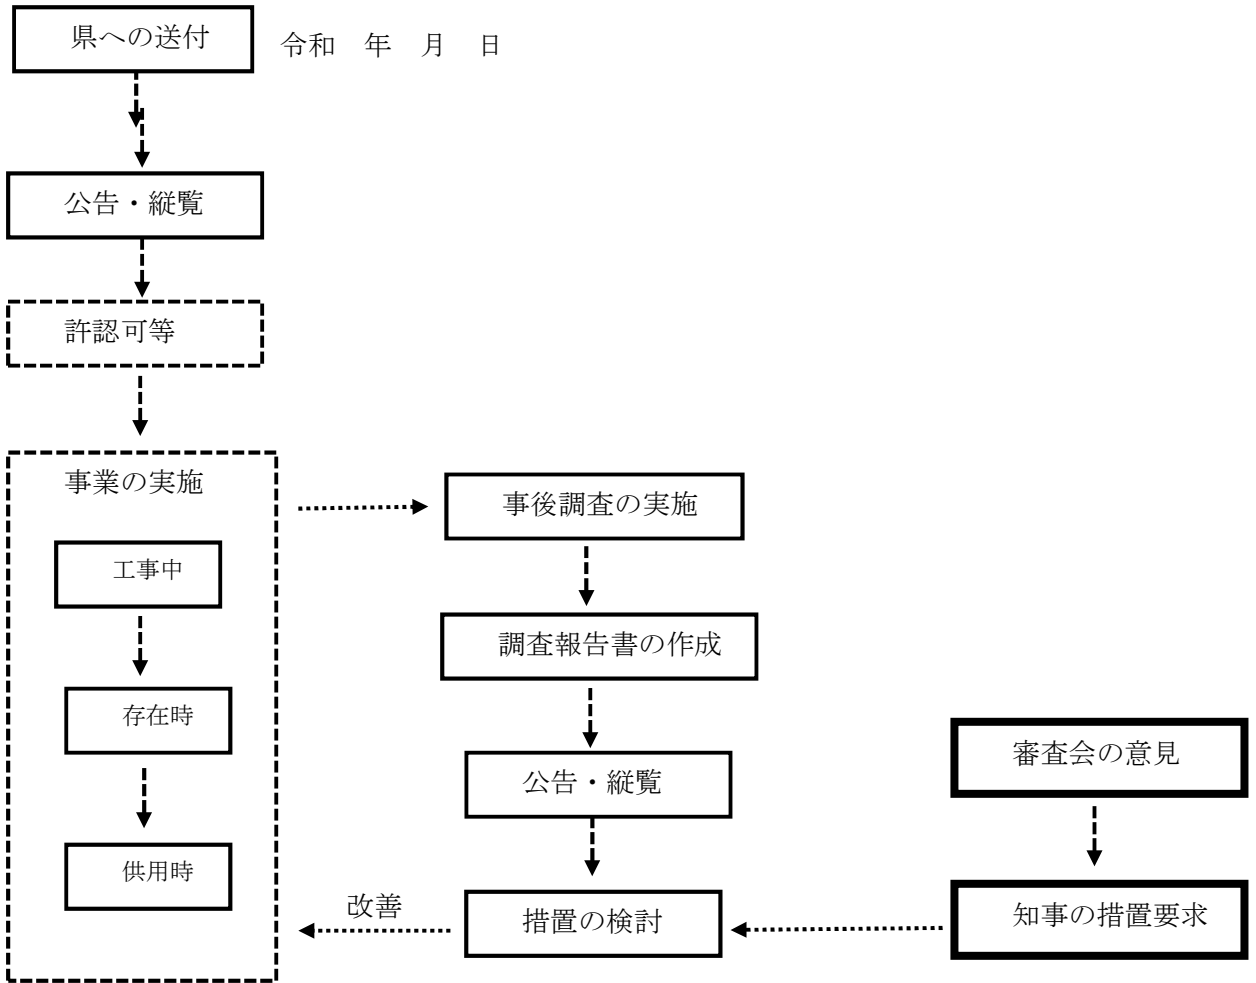 県への送付
令和　年　月　日
公告・縦覧
許認可等
事業の実施
工事中
存在時
供用時
事後調査の実施
調査報告書の作成
公告・縦覧
措置の検討
改善
審査会の意見
知事の措置要求